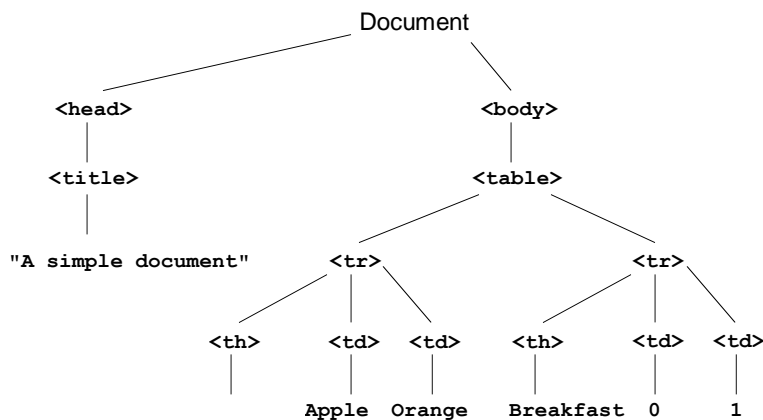 Document
<head> <body>
<title> <table>
"A simple document" <tr> <tr>
<th> <td> <td> <th> <td> <td>
Apple Orange Breakfast 0 1